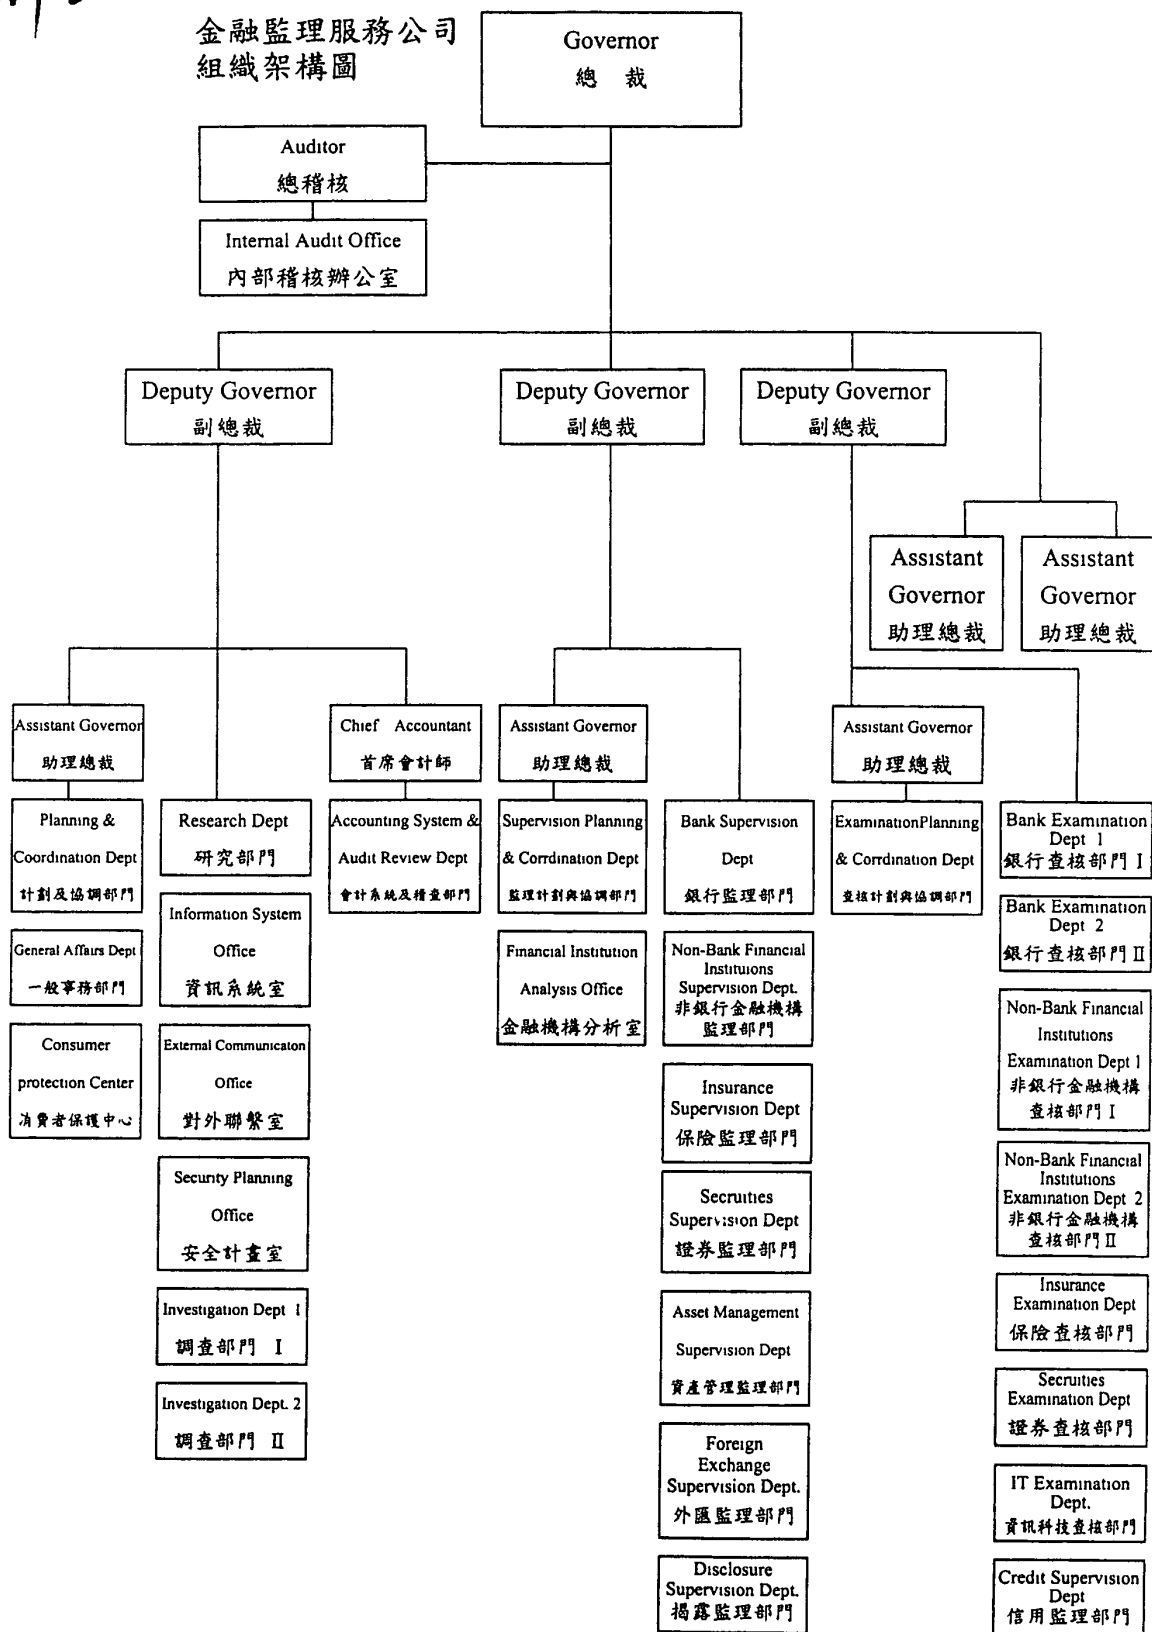 金融監理服務公司
組織架構圖
Governor
總 裁
Auditor
總稽核
Internal Audit Office
內部稽核辦公室
Deputy Governor
副總裁
Deputy Governor
副總裁
Deputy Governor
副總裁
Assistant
Governor
助理總裁
Assistant
Governor
助理總裁
Assistant Governor
助理總裁
Planning &
Coordination Dept
計劃及協調部門
General Affairs Dept
一般事務部門
Consumer
protection Center
消費者保護中心
Research Dept
研究部門
Information System
Office
資訊系統室
External Communicaton
Office
對外聯繫室
Security Planning
Office
安全計畫室
Investigation Dept 1
調查部門 I
Investigation Dept. 2
調查部門 II
Chief Accountant
首席會計師
Accounting System &
Audit Review Dept
會計系統及稽查部門
Assistant Governor
助理總裁
Supervision Planning
& Corrdination Dept
監理計劃與協調部門
Financial Institution
Analysis Office
金融機構分析室
Bank Supervision
Dept
銀行監理部門
Non-Bank Financial
Instituions
Supervision Dept.
非銀行金融機構
監理部門
Insurance
Supervision Dept
保險監理部門
Secruities
Supervision Dept
證券監理部門
Asset Management
Supervision Dept
資產管理監理部門
Foreign
Exchange
Supervision Dept.
外匯監理部門
Disclosure
Supervision Dept.
揭露監理部門
Assistant Governor
助理總裁
ExaminationPlanning
& Corrdination Dept
查核計劃與協調部門
Bank Examination
Dept 1
銀行查核部門 I
Bank Examination
Dept 2
銀行查核部門 II
Non-Bank Financial
Institutions
Examination Dept 1
非銀行金融機構
查核部門 I
Non-Bank Financial
Institutions
Examination Dept 2
非銀行金融機構
查核部門 II
Insurance
Examination Dept
保險查核部門
Secruities
Examination Dept
證券查核部門
IT Examination
Dept.
資訊科技查核部門
Credit Supervision
Dept
信用監理部門